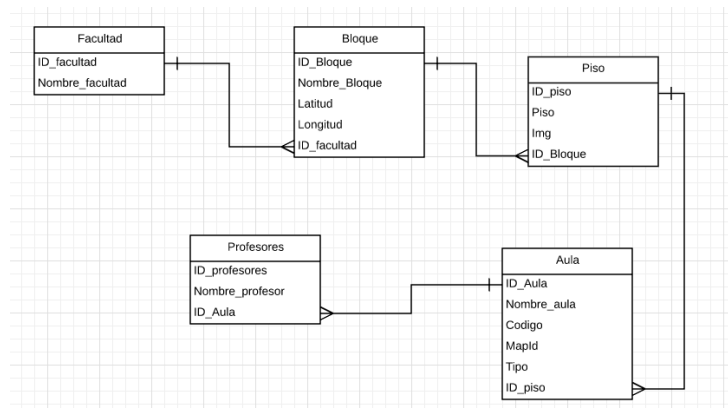 Facultad
ID_facultad
Nombre_facultad
Bloque
ID_Bloque
Nombre_Bloque
Latitud
Longitud
ID_facultad
Piso
ID_piso
Piso
Img
ID_Bloque
Profesores
ID_profesores
Nombre_profesor
ID_Aula
Aula
ID_Aula
Nombre_aula
Codigo
MapId
Tipo
ID_piso